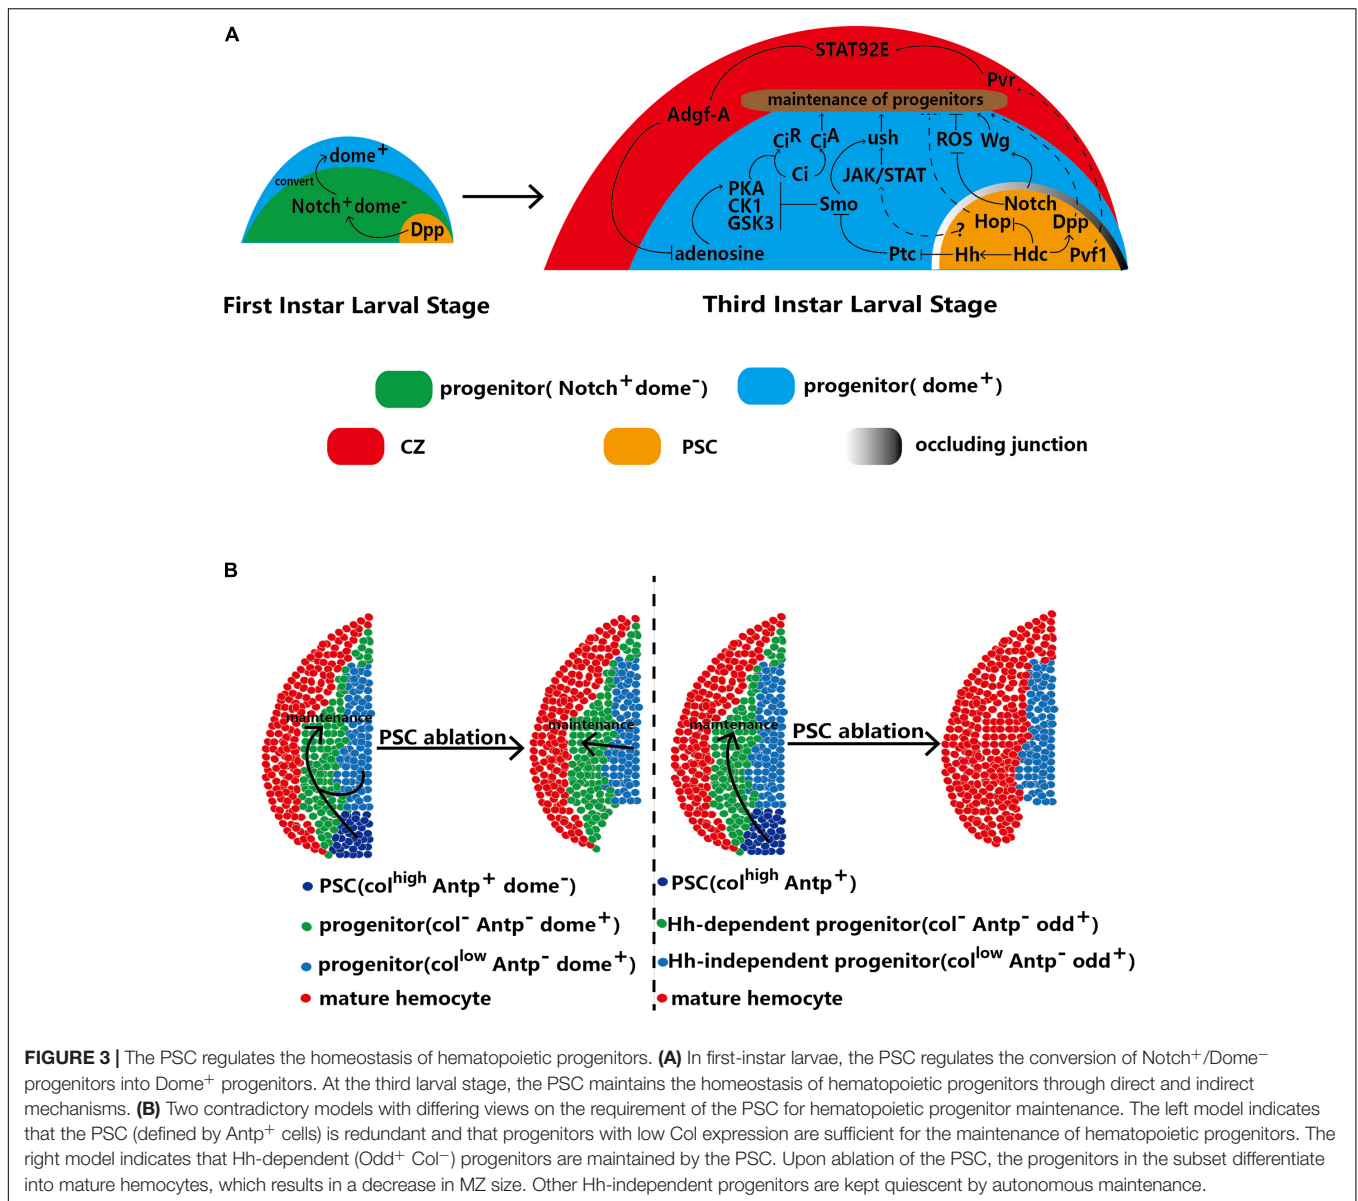 A
STAT92E
Pvr
maintenance of progenitors
Adgf-A
Ci^R Ci^A ush ROS Wg
dome^+
convert
Ci
JAK/STAT
PKA
CK1
GSK3
Smo
Notch
Notch^+ dome^-
Hop
Dpp
?
Dpp
adenosine
Ptc
Hh
Hdc
Pvf1
First Instar Larval Stage
Third Instar Larval Stage
progenitor( Notch^+ dome^-)
progenitor( dome^+)
CZ
PSC
occluding junction
B
maintenance
PSC ablation
maintenance
maintenance
PSC ablation
PSC(col^high Antp^+ dome^-)
progenitor(col^- Antp^- dome^+)
progenitor(col^low Antp^- dome^+)
mature hemocyte
PSC(col^high Antp^+)
Hh-dependent progenitor(col^- Antp^- odd^+)
Hh-independent progenitor(col^low Antp^- odd^+)
mature hemocyte
FIGURE 3 | The PSC regulates the homeostasis of hematopoietic progenitors. (A) In first-instar larvae, the PSC regulates the conversion of Notch+/Dome−
progenitors into Dome+ progenitors. At the third larval stage, the PSC maintains the homeostasis of hematopoietic progenitors through direct and indirect
mechanisms. (B) Two contradictory models with differing views on the requirement of the PSC for hematopoietic progenitor maintenance. The left model indicates
that the PSC (defined by Antp+ cells) is redundant and that progenitors with low Col expression are sufficient for the maintenance of hematopoietic progenitors. The
right model indicates that Hh-dependent (Odd+ Col−) progenitors are maintained by the PSC. Upon ablation of the PSC, the progenitors in the subset differentiate
into mature hemocytes, which results in a decrease in MZ size. Other Hh-independent progenitors are kept quiescent by autonomous maintenance.